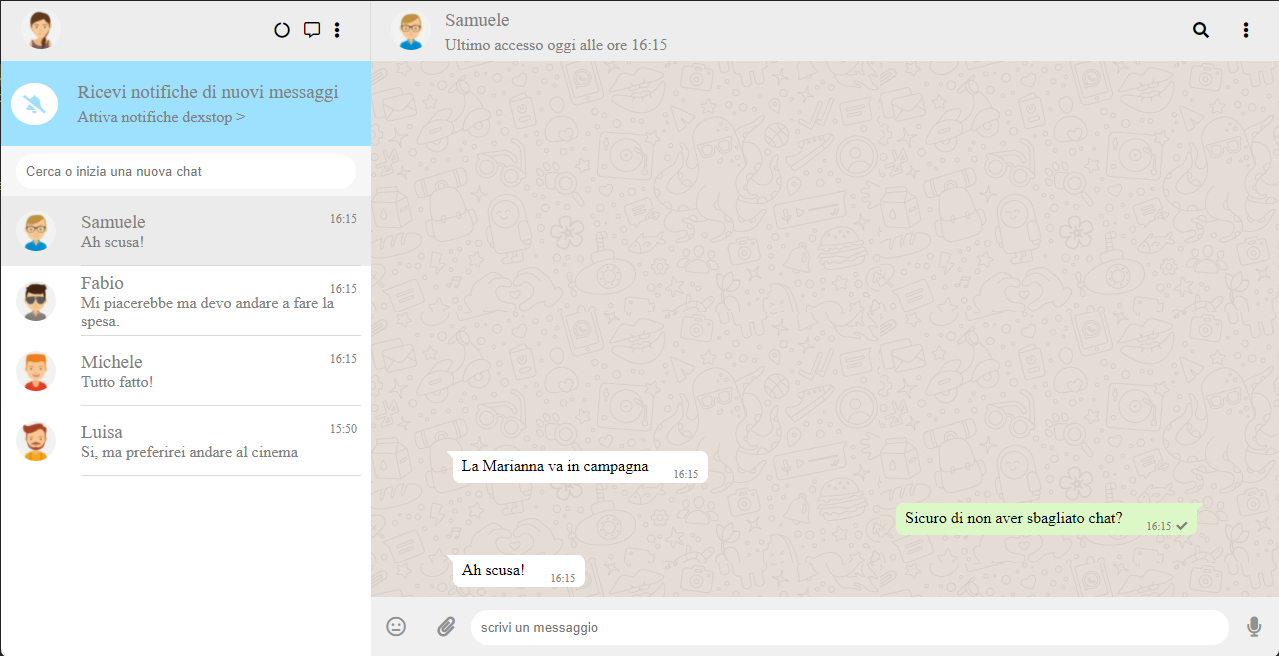 Ricevi notifiche di nuovi messaggi
Attiva notifiche dexstop >
Cerca o inizia una nuova chat
Samuele 16:15
Ah scusa!
Fabio 16:15
Mi piacerebbe ma devo andare a fare la
spesa.
Michele 16:15
Tutto fatto!
Luisa 15:50
Si, ma preferirei andare al cinema
Samuele
Ultimo accesso oggi alle ore 16:15
La Marianna va in campagna 16:15
Sicuro di non aver sbagliato chat? 16:15
Ah scusa! 16:15
scrivi un messaggio